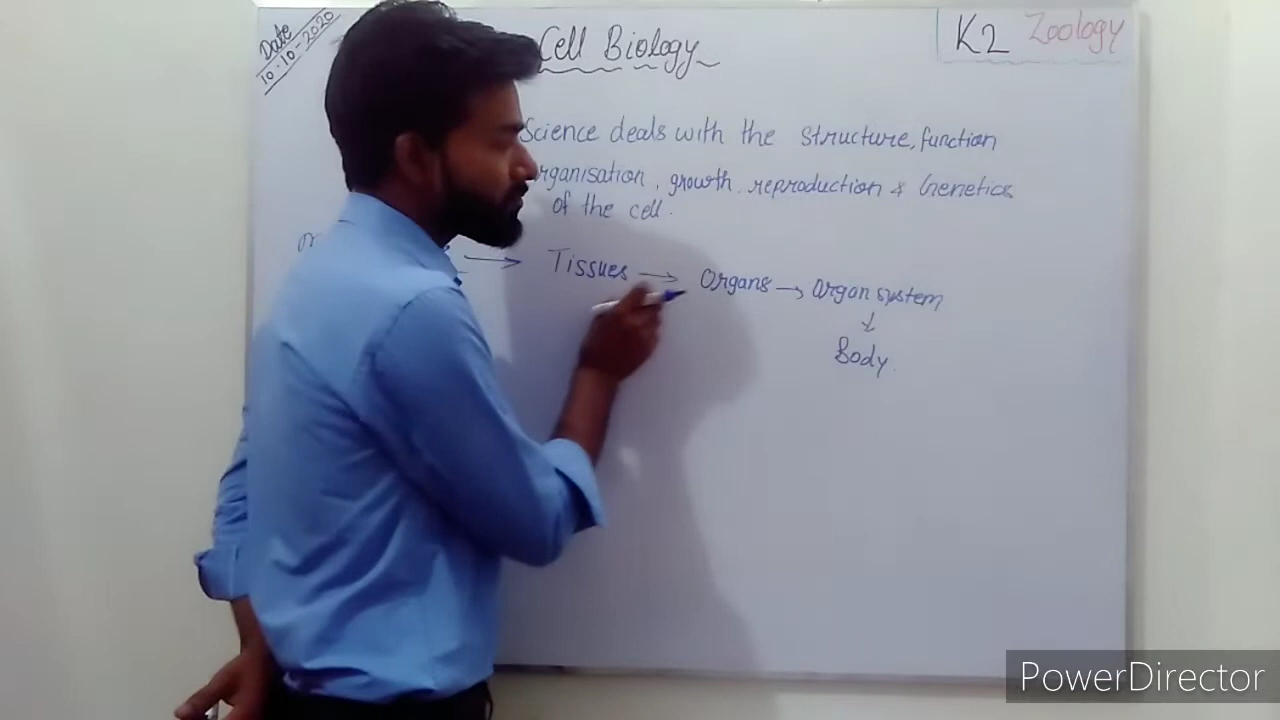 Date
10-10-2020
Cell Biology
K2 Zoology
Science deals with the structure, function
organisation, growth, reproduction & Genetics
of the cell.
→ Tissues → Organs → organ system
↓
Body.
PowerDirector